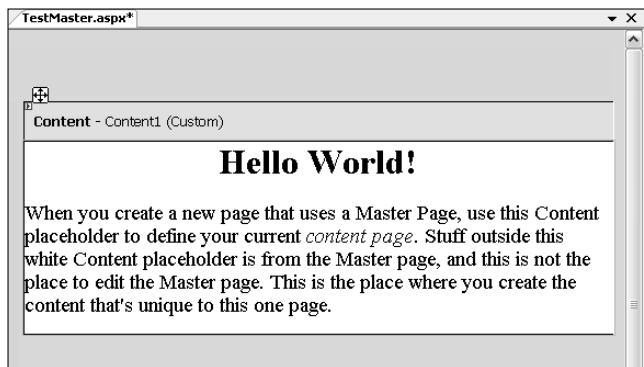 TestMaster.aspx*
Content - Content1 (Custom)
Hello World!
When you create a new page that uses a Master Page, use this Content
placeholder to define your current content page. Stuff outside this
white Content placeholder is from the Master page, and this is not the
place to edit the Master page. This is the place where you create the
content that's unique to this one page.